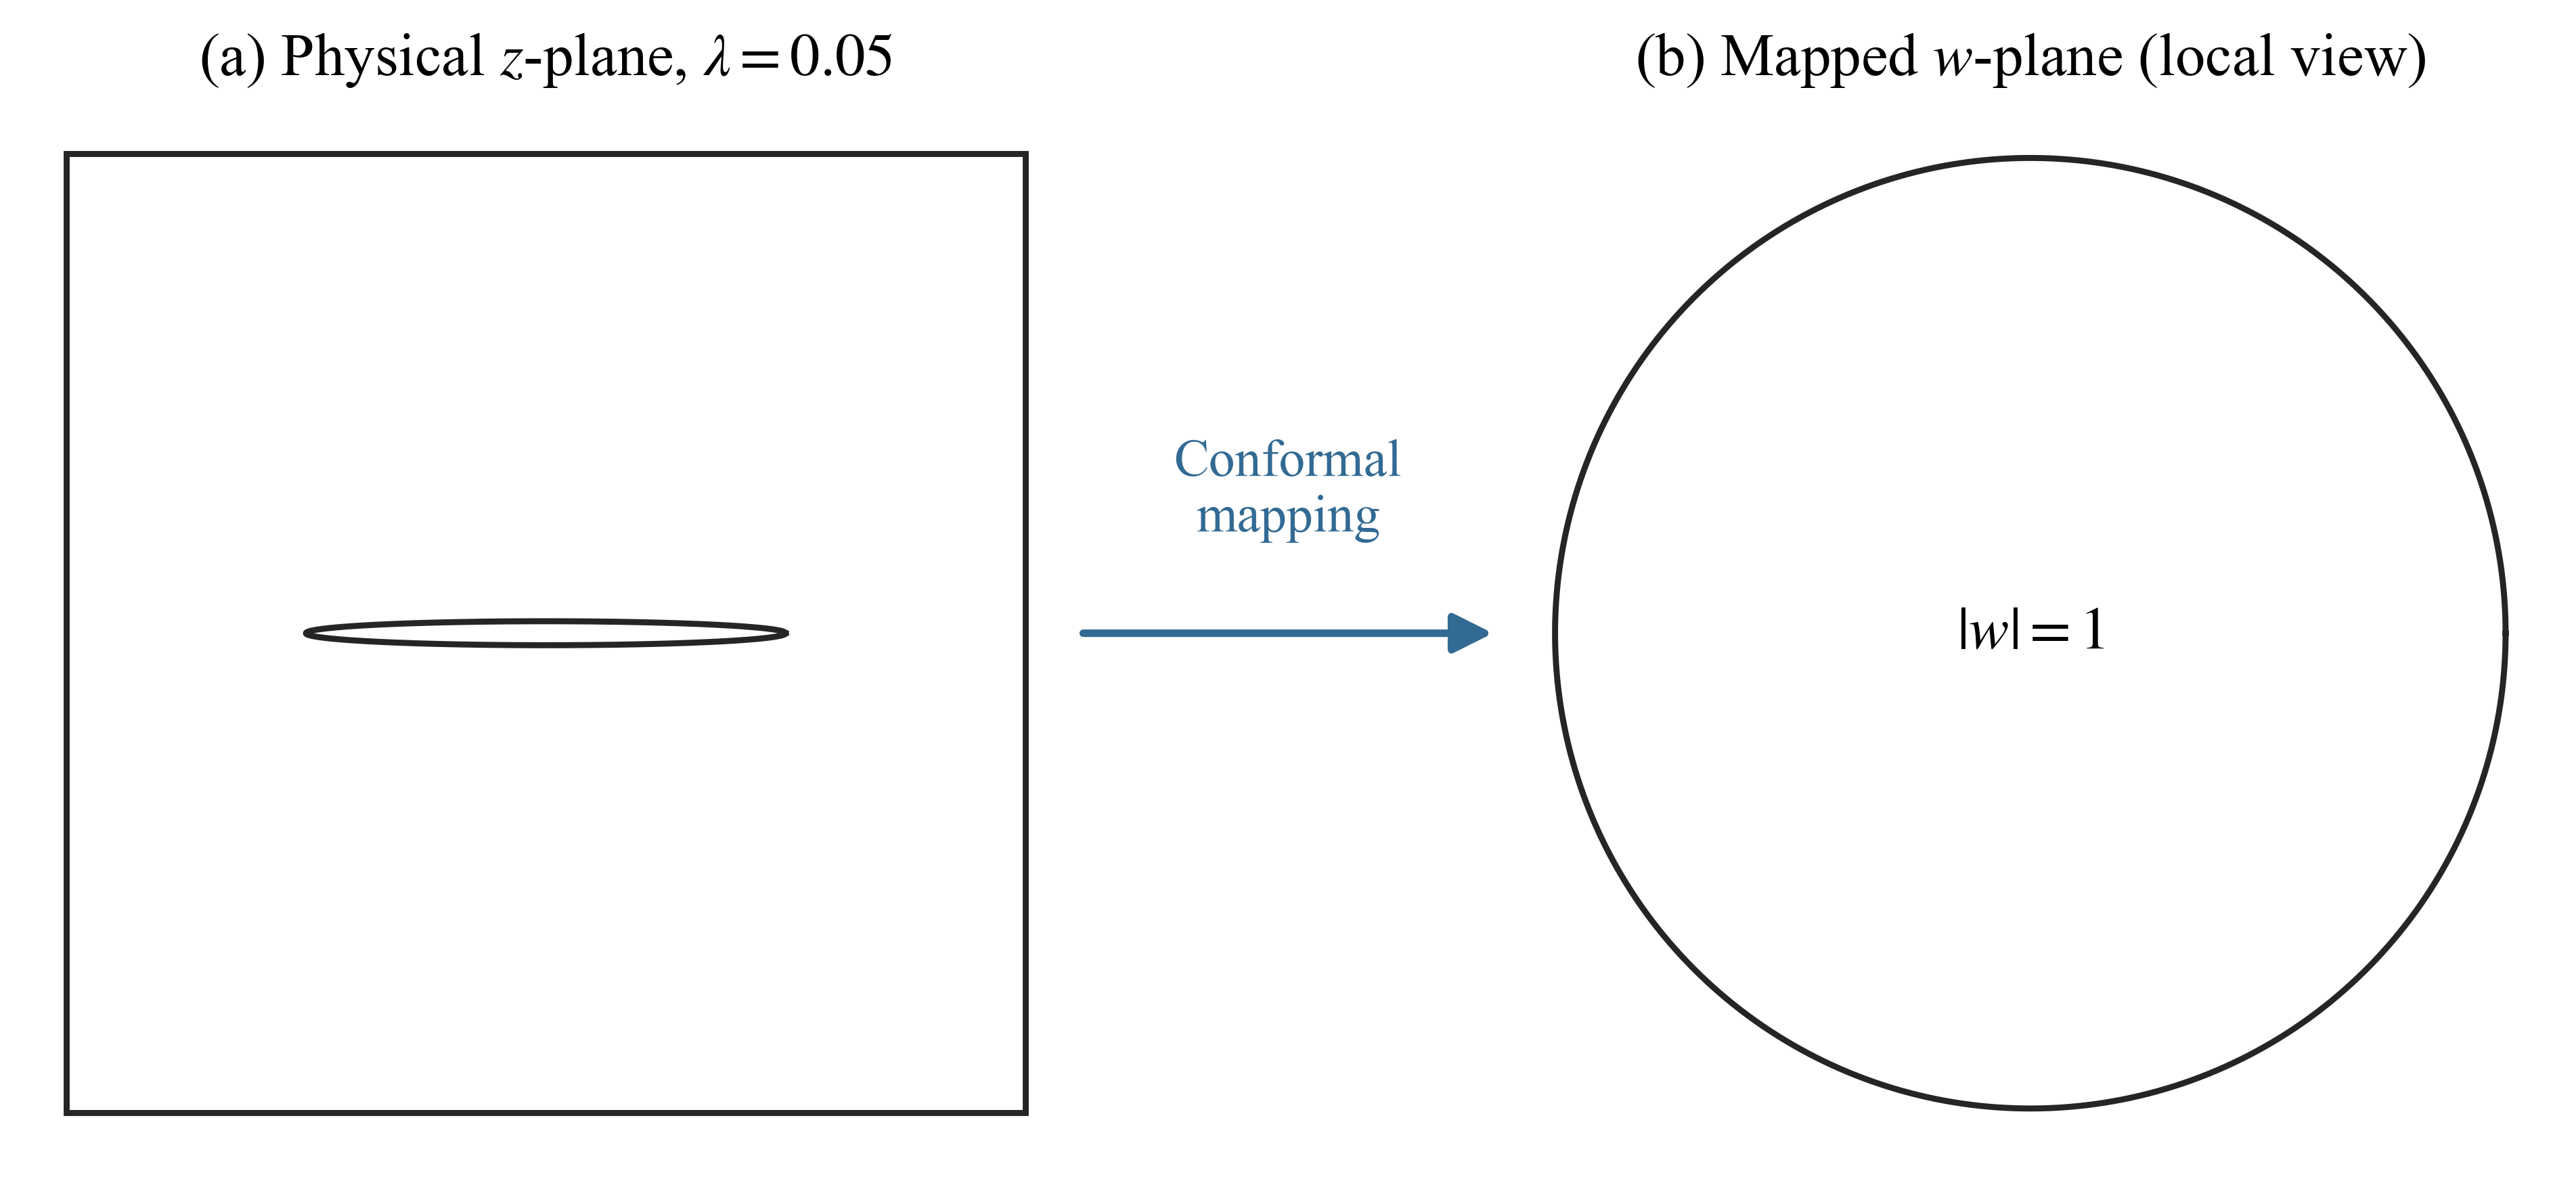 (a) Physical z-plane, λ = 0.05
(b) Mapped w-plane (local view)
Conformal
mapping
|w| = 1